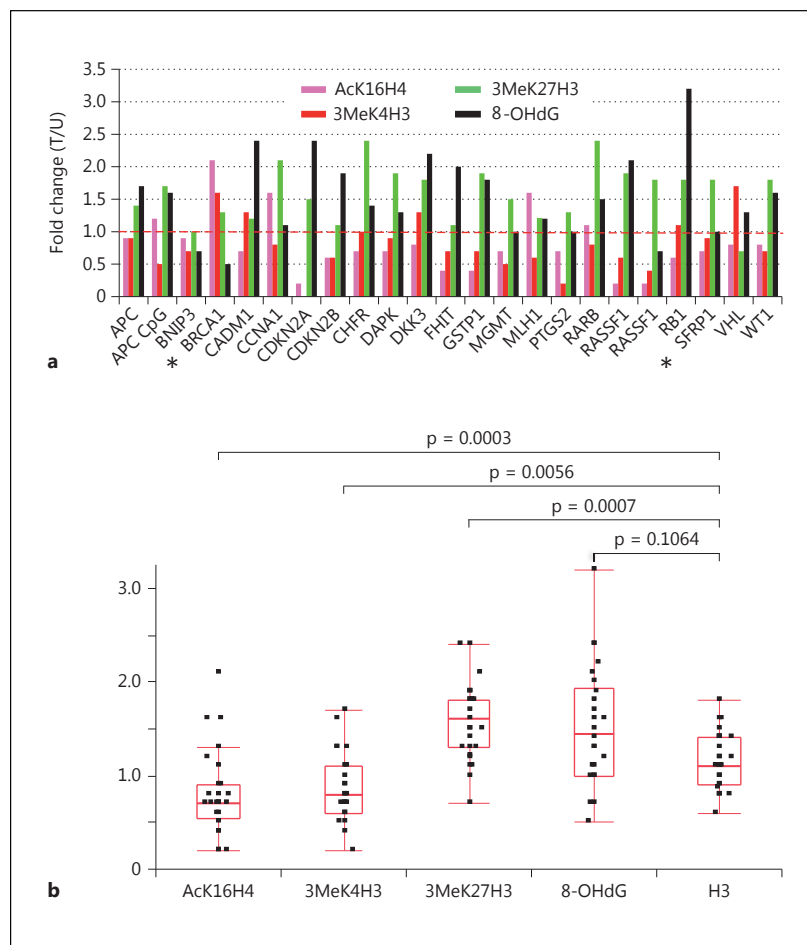 3.5
3.0
2.5
2.0
1.5
1.0
0.5
0
Fold change (T/U)
AcK16H4
3MeK4H3
3MeK27H3
8-OHdG
APC
APC CpG
BNIP3
BRCA1
CADM1
CCNA1
CDKN2A
CDKN2B
CHFR
DAPK
DKK3
FHIT
GSTP1
MGMT
MLH1
PTGS2
RARB
RASSF1
RASSF1
RB1
SFRP1
VHL
WT1
a
*
*
p = 0.0003
p = 0.0056
p = 0.0007
p = 0.1064
3.0
2.0
1.0
0
AcK16H4
3MeK4H3
3MeK27H3
8-OHdG
H3
b